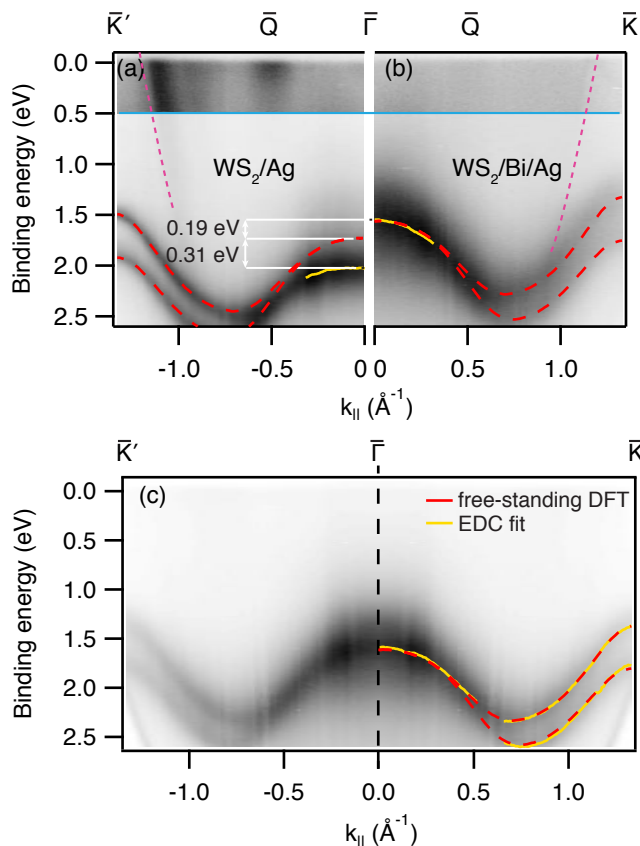 K̄′ Q̄ Γ̄ Q̄ K̄
(a) (b)
0.0
0.5
1.0
1.5
2.0
2.5
Binding energy (eV)
WS₂/Ag WS₂/Bi/Ag
0.19 eV
0.31 eV
-1.0 -0.5 0 0 0.5 1.0
k_ll (Å⁻¹)
K̄′ Γ̄ K̄
(c)
free-standing DFT
EDC fit
0.0
0.5
1.0
1.5
2.0
2.5
Binding energy (eV)
-1.0 -0.5 0.0 0.5 1.0
k_ll (Å⁻¹)